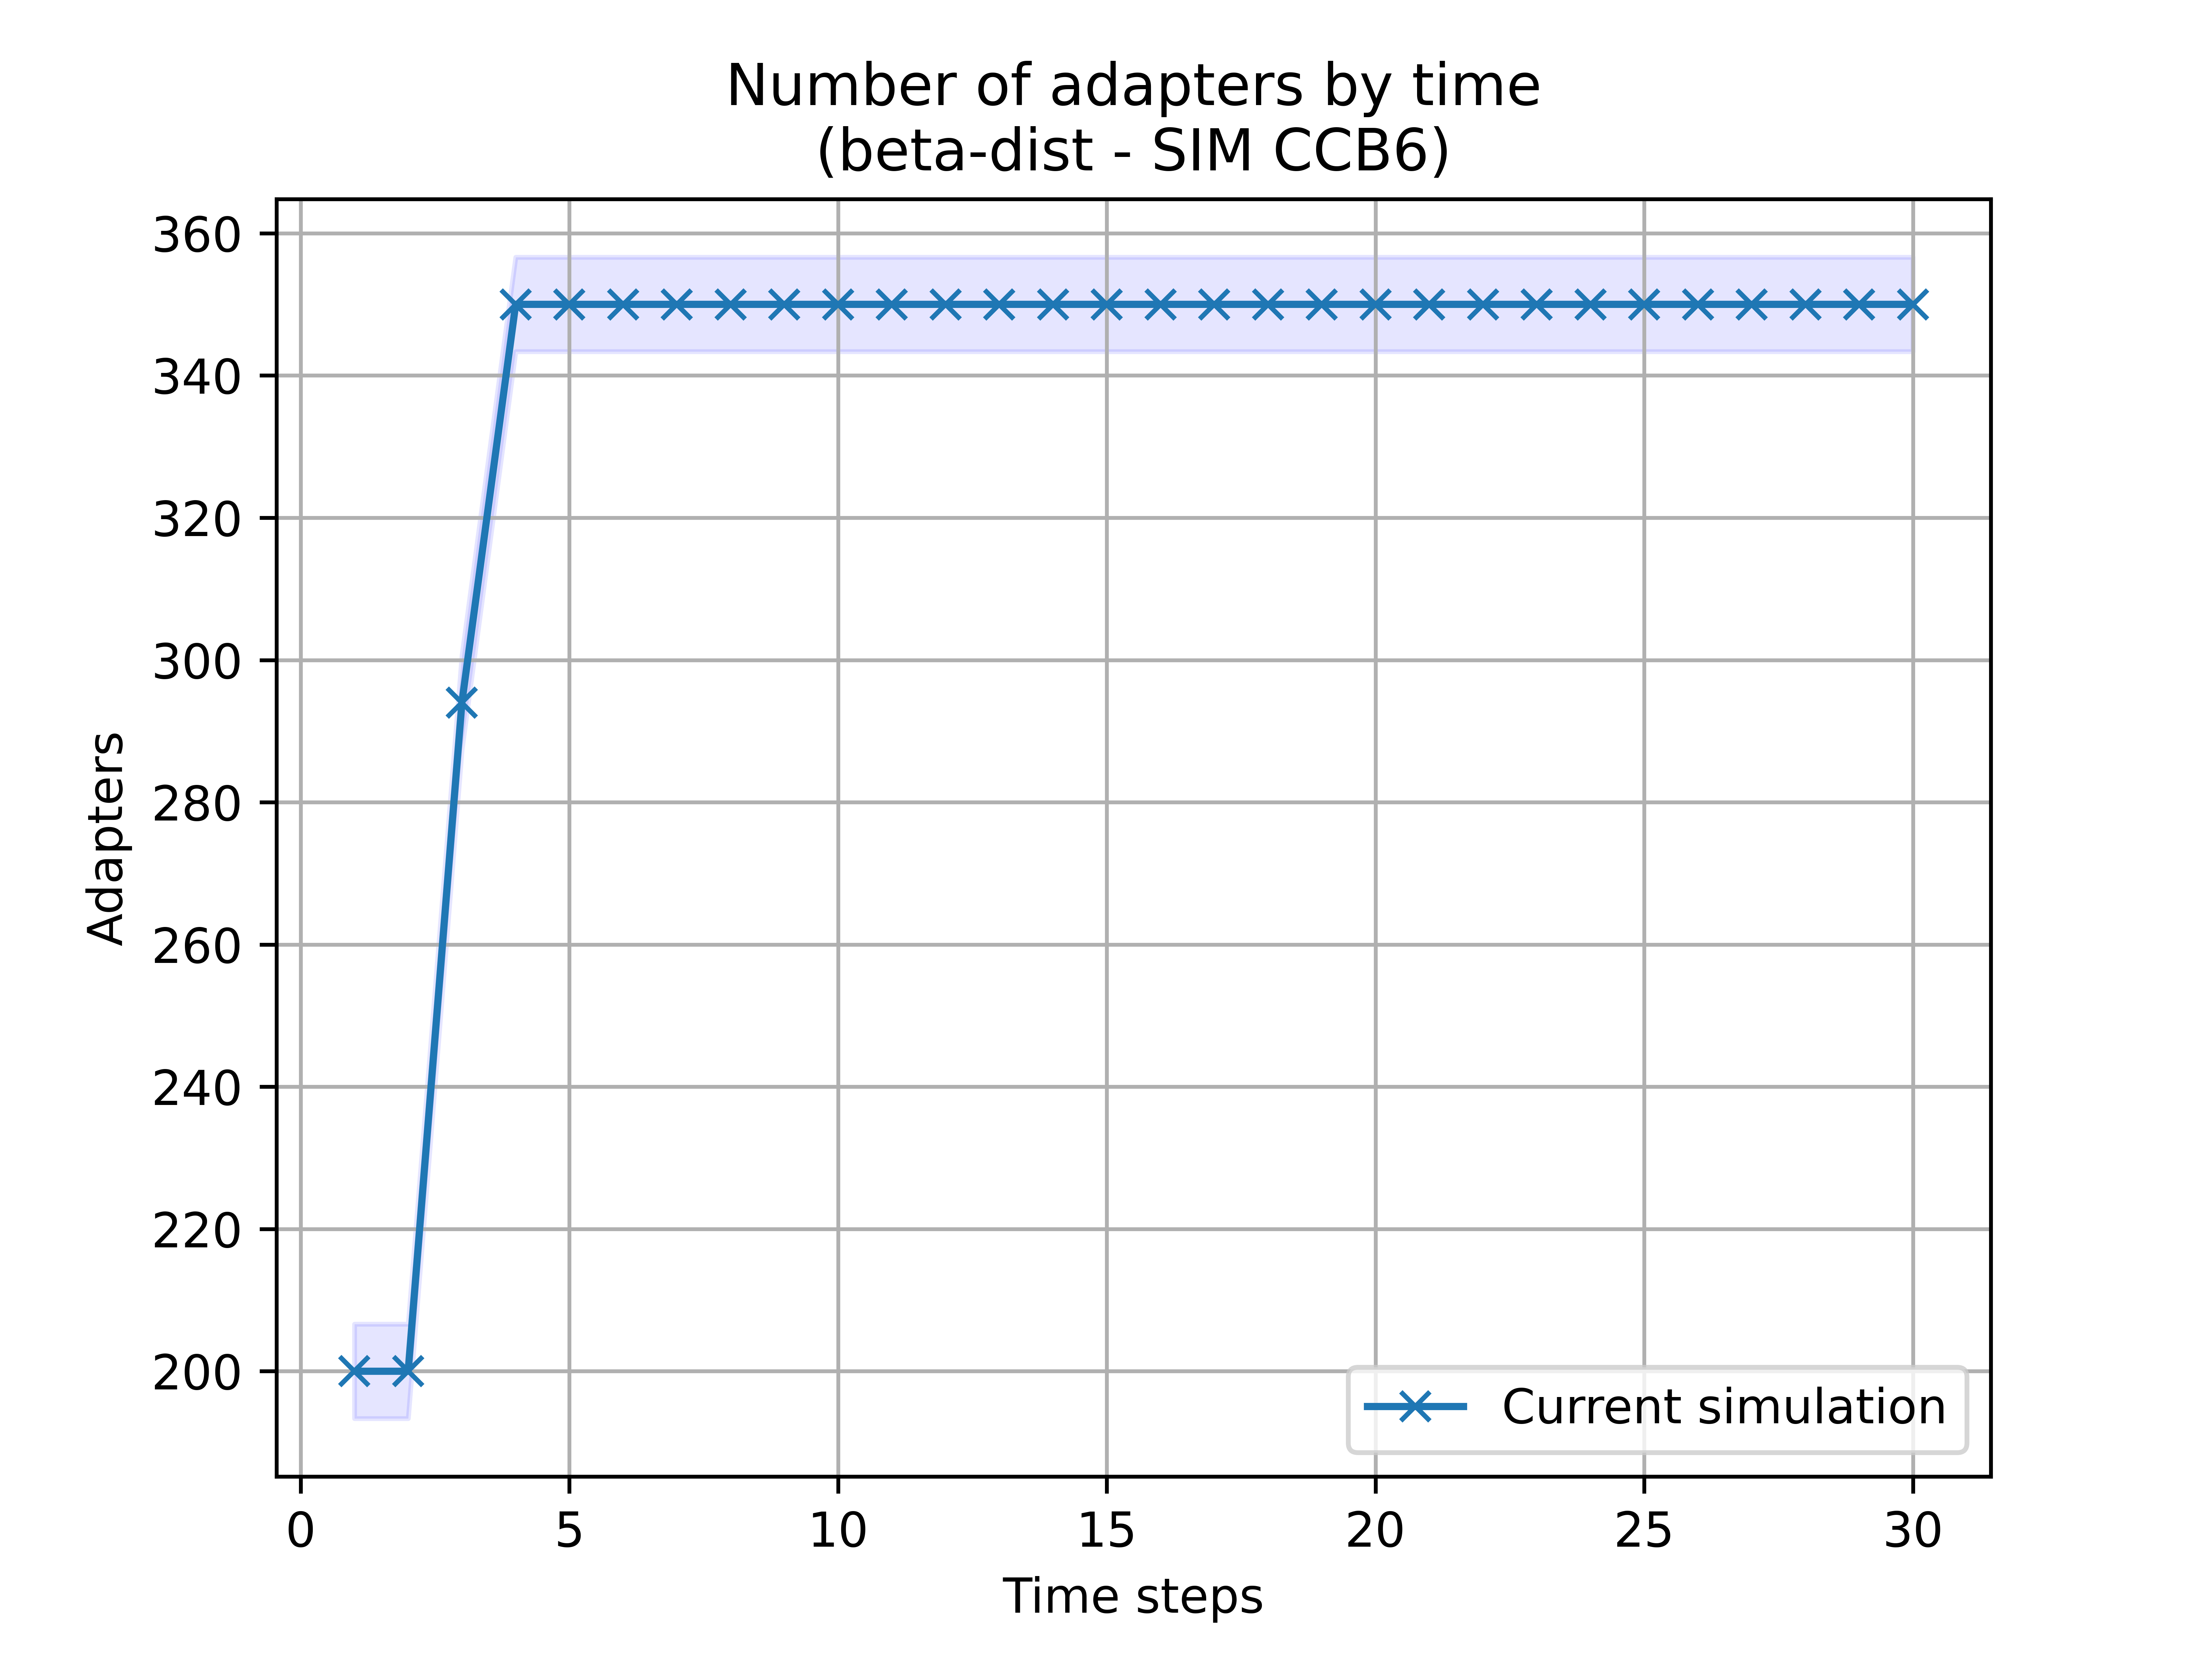 Number of adapters by time
(beta-dist - SIM CCB6)
360
340
320
300
280
260
240
220
200
Adapters
Current simulation
0 5 10 15 20 25 30
Time steps